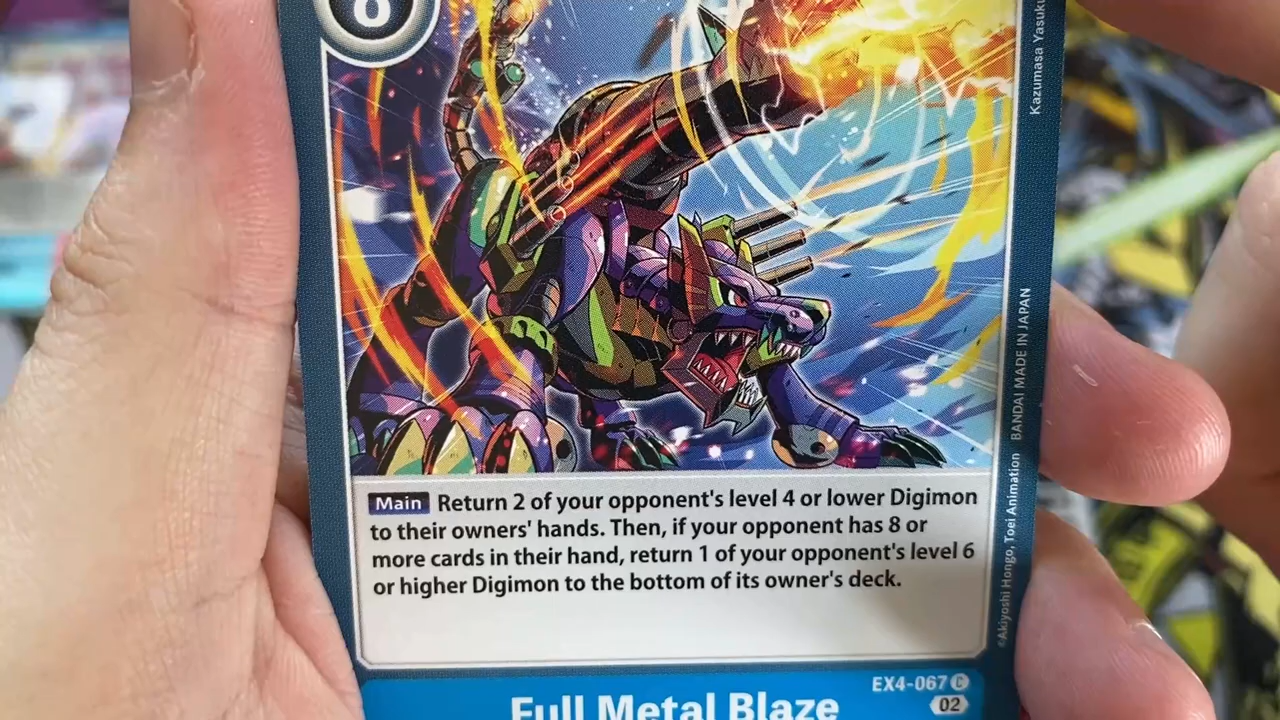 Kazumasa Yasuku
Main Return 2 of your opponent's level 4 or lower Digimon
to their owners' hands. Then, if your opponent has 8 or
more cards in their hand, return 1 of your opponent's level 6
or higher Digimon to the bottom of its owner's deck.
©Akiyoshi Hongo, Toei Animation BANDAI MADE IN JAPAN
EX4-067 C
02
Full Metal Blaze